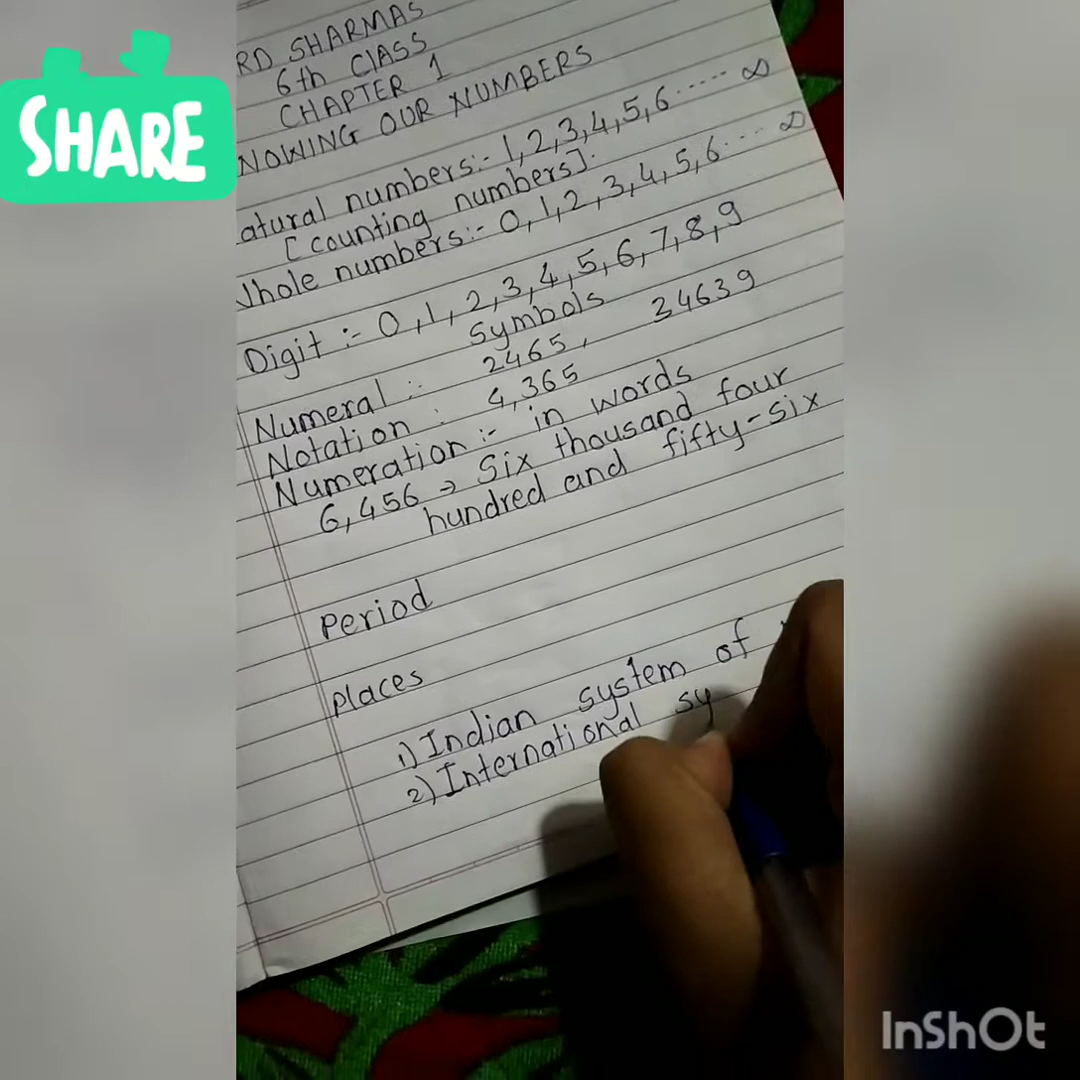 SHARE
RD SHARMAS
6th CLASS
CHAPTER 1
NOWING OUR NUMBERS
atural numbers:- 1,2,3,4,5,6 ..... ∞
[counting numbers].
hole numbers:- 0,1,2,3,4,5,6... ∞
Digit :- 0,1,2,3,4,5,6,7,8,9
Symbols
Numeral : 2465, 34639
Notation : 4,365
Numeration :- in words
6,456 → Six thousand four
hundred and fifty-six
Period
places
1) Indian system of
2) International sy
InShOt